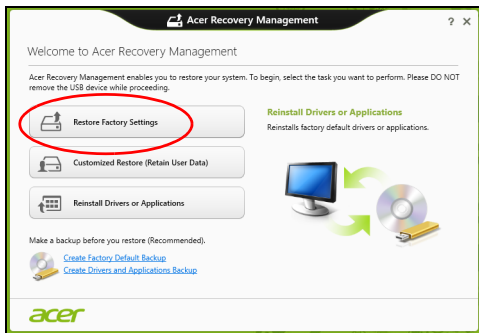 Acer Recovery Management
? X
Welcome to Acer Recovery Management
Acer Recovery Management enables you to restore your system. To begin, select the task you want to perform. Please DO NOT
remove the USB device while proceeding.
Restore Factory Settings
Customized Restore (Retain User Data)
Reinstall Drivers or Applications
Reinstall Drivers or Applications
Reinstalls factory default drivers or applications.
Make a backup before you restore (Recommended).
Create Factory Default Backup
Create Drivers and Applications Backup
acer